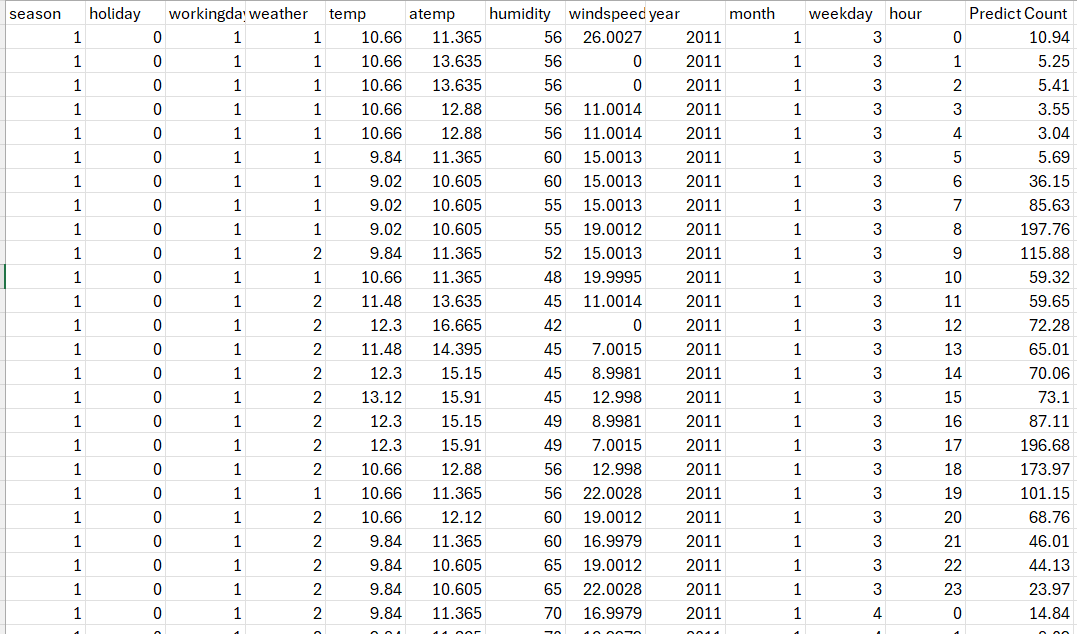 season holiday workingday weather temp atemp humidity windspeed year month weekday hour Predict Count
1 0 1 1 10.66 11.365 56 26.0027 2011 1 3 0 10.94
1 0 1 1 10.66 13.635 56 0 2011 1 3 1 5.25
1 0 1 1 10.66 13.635 56 0 2011 1 3 2 5.41
1 0 1 1 10.66 12.88 56 11.0014 2011 1 3 3 3.55
1 0 1 1 10.66 12.88 56 11.0014 2011 1 3 4 3.04
1 0 1 1 9.84 11.365 60 15.0013 2011 1 3 5 5.69
1 0 1 1 9.02 10.605 60 15.0013 2011 1 3 6 36.15
1 0 1 1 9.02 10.605 55 15.0013 2011 1 3 7 85.63
1 0 1 1 9.02 10.605 55 19.0012 2011 1 3 8 197.76
1 0 1 2 9.84 11.365 52 15.0013 2011 1 3 9 115.88
1 0 1 1 10.66 11.365 48 19.9995 2011 1 3 10 59.32
1 0 1 2 11.48 13.635 45 11.0014 2011 1 3 11 59.65
1 0 1 2 12.3 16.665 42 0 2011 1 3 12 72.28
1 0 1 2 11.48 14.395 45 7.0015 2011 1 3 13 65.01
1 0 1 2 12.3 15.15 45 8.9981 2011 1 3 14 70.06
1 0 1 2 13.12 15.91 45 12.998 2011 1 3 15 73.1
1 0 1 2 12.3 15.15 49 8.9981 2011 1 3 16 87.11
1 0 1 2 12.3 15.91 49 7.0015 2011 1 3 17 196.68
1 0 1 2 10.66 12.88 56 12.998 2011 1 3 18 173.97
1 0 1 1 10.66 11.365 56 22.0028 2011 1 3 19 101.15
1 0 1 2 10.66 12.12 60 19.0012 2011 1 3 20 68.76
1 0 1 2 9.84 11.365 60 16.9979 2011 1 3 21 46.01
1 0 1 2 9.84 10.605 65 19.0012 2011 1 3 22 44.13
1 0 1 2 9.84 10.605 65 22.0028 2011 1 3 23 23.97
1 0 1 2 9.84 11.365 70 16.9979 2011 1 4 0 14.84